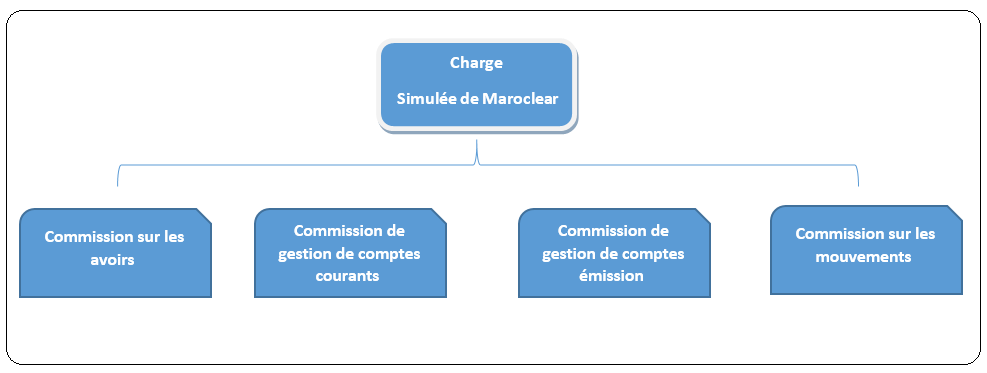 Charge
Simulée de Maroclear
Commission sur les
avoirs
Commission de
gestion de comptes
courants
Commission de
gestion de comptes
émission
Commission sur les
mouvements